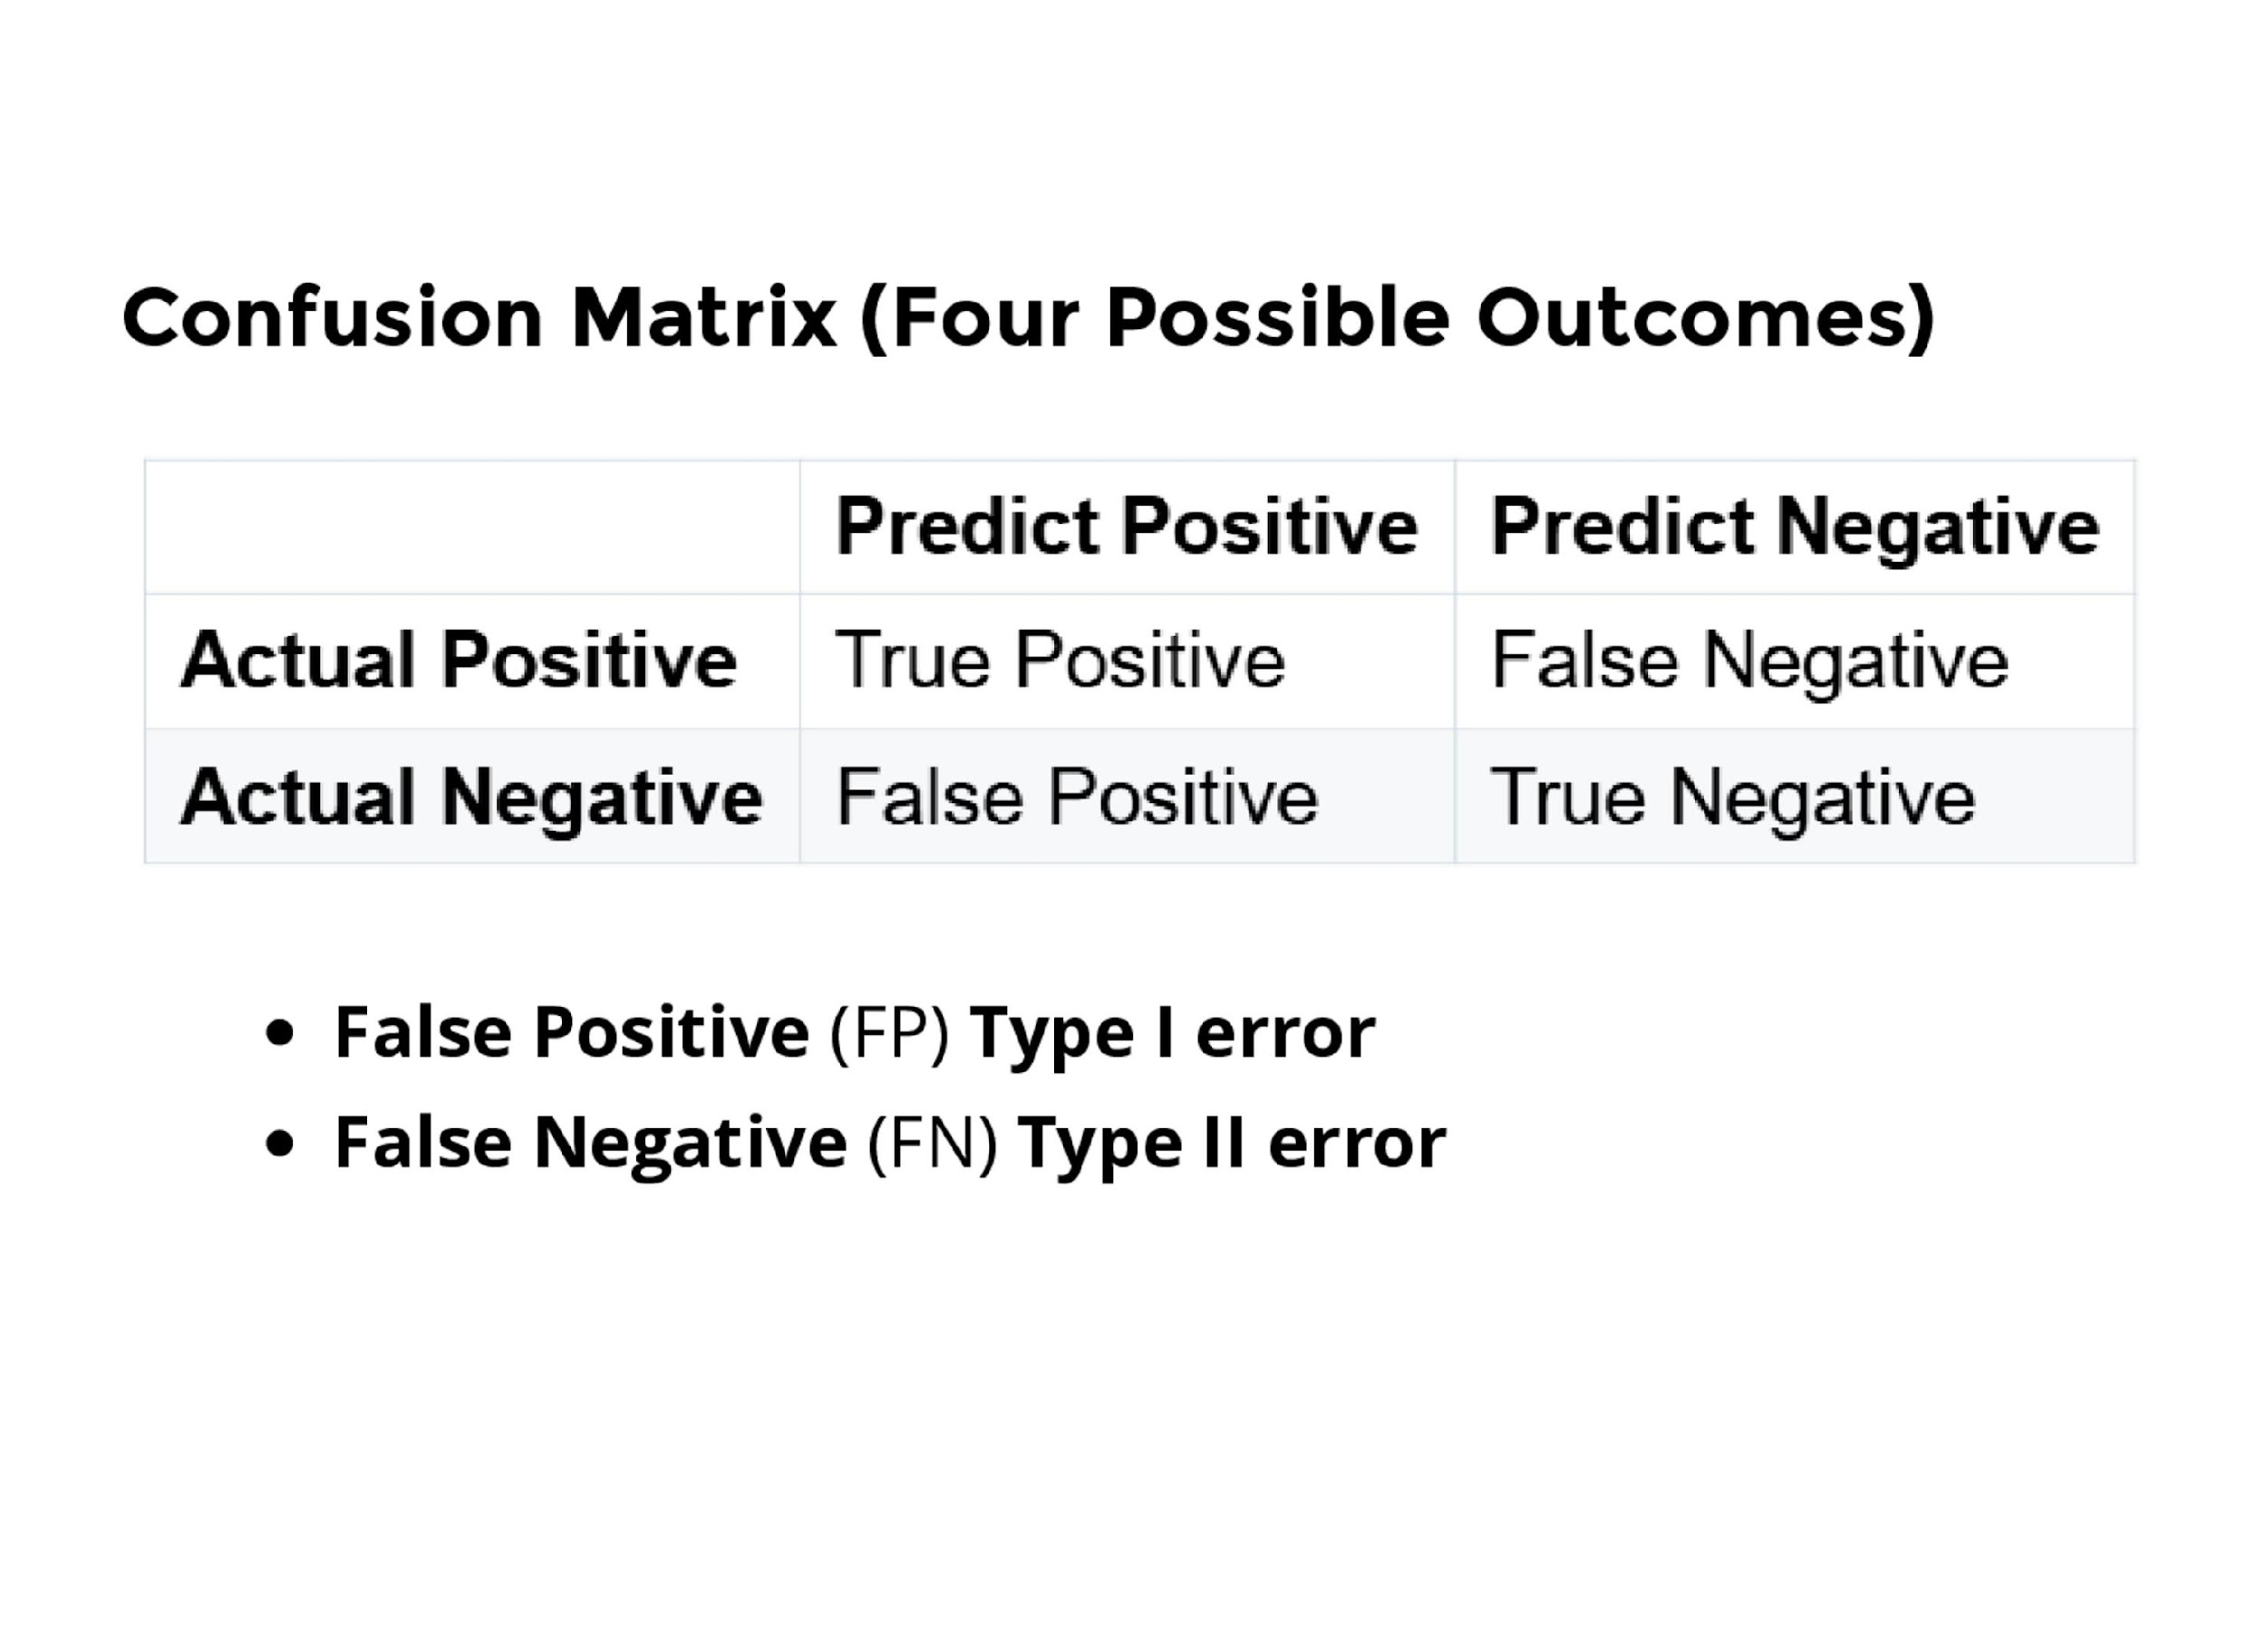 Confusion Matrix (Four Possible Outcomes)
Predict Positive Predict Negative
Actual Positive True Positive False Negative
Actual Negative False Positive True Negative
• False Positive (FP) Type I error
• False Negative (FN) Type II error